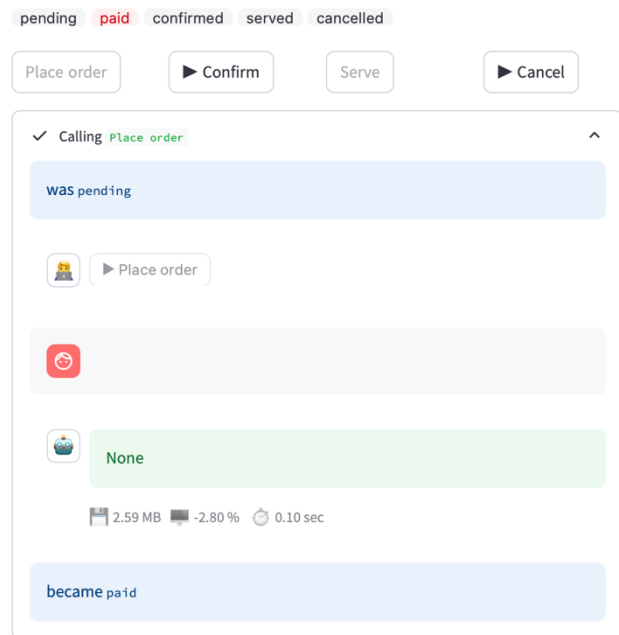 pending paid confirmed served cancelled
Place order ▶ Confirm Serve ▶ Cancel
Calling Place order
was pending
▶ Place order
None
2.59 MB -2.80 % 0.10 sec
became paid